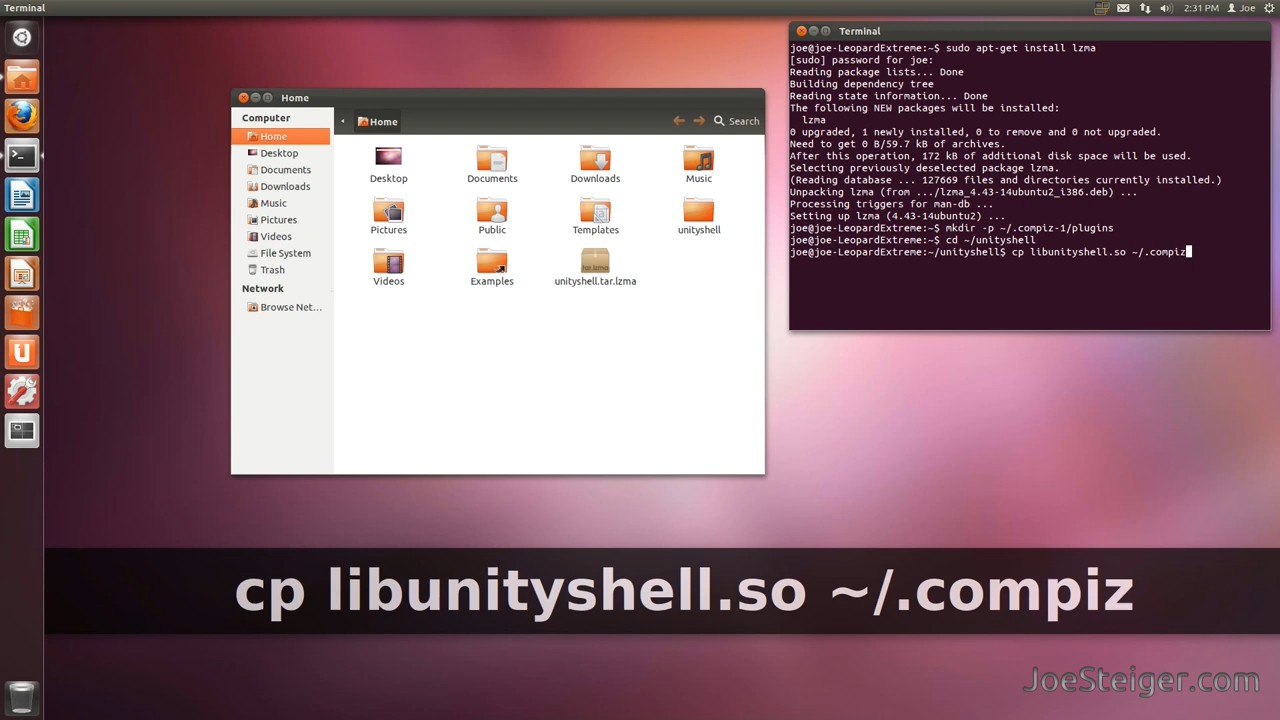 Terminal
2:31 PM
Joe
Terminal
joe@joe-LeopardExtreme:~$ sudo apt-get install lzma
[sudo] password for joe:
Reading package lists... Done
Building dependency tree
Reading state information... Done
The following NEW packages will be installed:
lzma
0 upgraded, 1 newly installed, 0 to remove and 0 not upgraded.
Need to get 0 B/59.7 kB of archives.
After this operation, 172 kB of additional disk space will be used.
Selecting previously deselected package lzma.
(Reading database ... 127669 files and directories currently installed.)
Unpacking lzma (from .../lzma_4.43-14ubuntu2_i386.deb) ...
Processing triggers for man-db ...
Setting up lzma (4.43-14ubuntu2) ...
joe@joe-LeopardExtreme:~$ mkdir -p ~/.compiz-1/plugins
joe@joe-LeopardExtreme:~$ cd ~/unityshell
joe@joe-LeopardExtreme:~/unityshell$ cp libunityshell.so ~/.compiz
Home
Computer
Home
Desktop
Documents
Downloads
Music
Pictures
Videos
File System
Trash
Network
Browse Net...
Home
Search
Desktop
Documents
Downloads
Music
Pictures
Public
Templates
unityshell
Videos
Examples
tar.lzma
unityshell.tar.lzma
cp libunityshell.so ~/.compiz
JoeSteiger.com